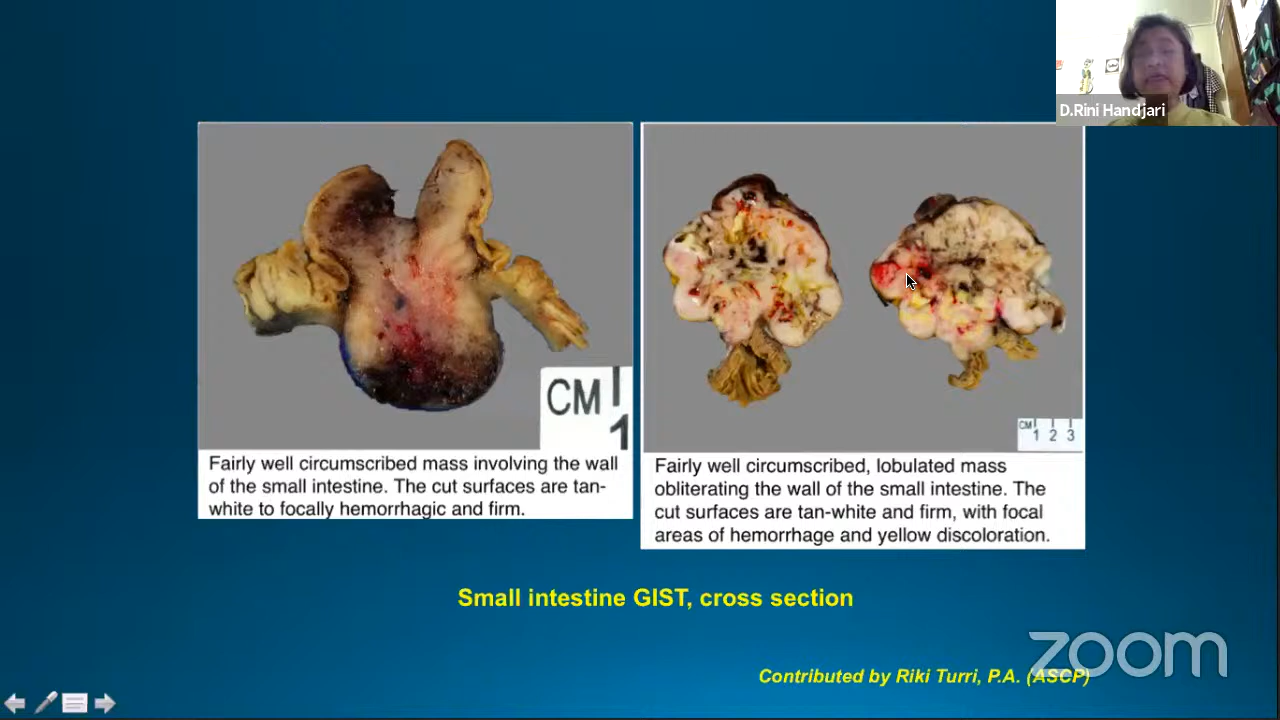 D.Rini Handjari
CM 1
CM 1 2 3
Fairly well circumscribed mass involving the wall
of the small intestine. The cut surfaces are tan-
white to focally hemorrhagic and firm.
Fairly well circumscribed, lobulated mass
obliterating the wall of the small intestine. The
cut surfaces are tan-white and firm, with focal
areas of hemorrhage and yellow discoloration.
Small intestine GIST, cross section
zoom
Contributed by Riki Turri, P.A. (ASCP)